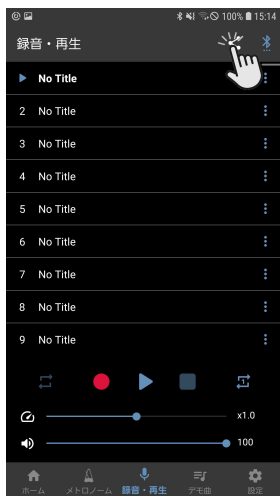 100% 15:14
録音・再生
No Title
2 No Title
3 No Title
4 No Title
5 No Title
6 No Title
7 No Title
8 No Title
9 No Title
1
x1.0
100
ホーム メトロノーム 録音・再生 デモ曲 設定